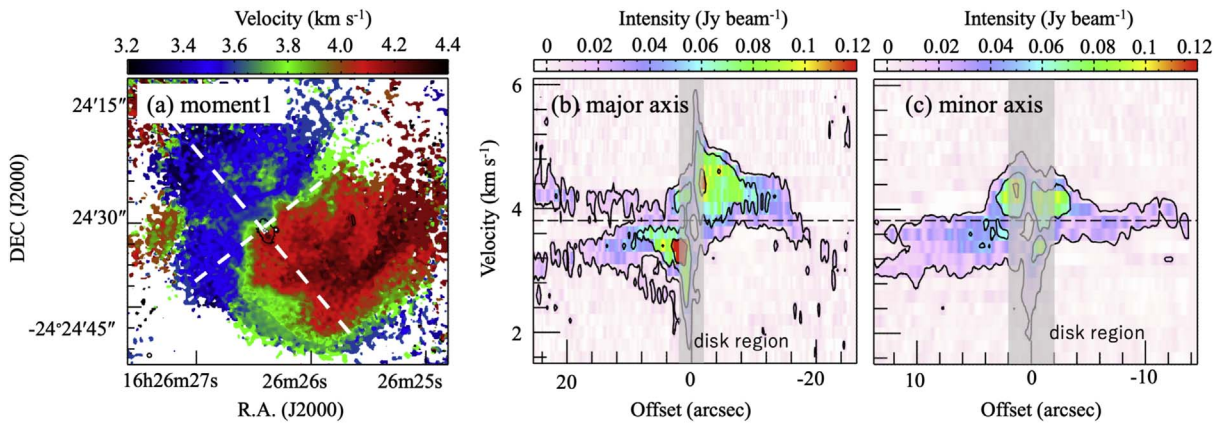 Velocity (km s-1)
3.2 3.4 3.6 3.8 4.0 4.2 4.4
(a) moment1
24′15″
24′30″
-24°24′45″
DEC (J2000)
16h26m27s 26m26s 26m25s
R.A. (J2000)
Intensity (Jy beam-1)
0 0.02 0.04 0.06 0.08 0.1 0.12
(b) major axis
6
4
2
Velocity (km s-1)
disk region
20 0 -20
Offset (arcsec)
Intensity (Jy beam-1)
0 0.02 0.04 0.06 0.08 0.1 0.12
(c) minor axis
disk region
10 0 -10
Offset (arcsec)